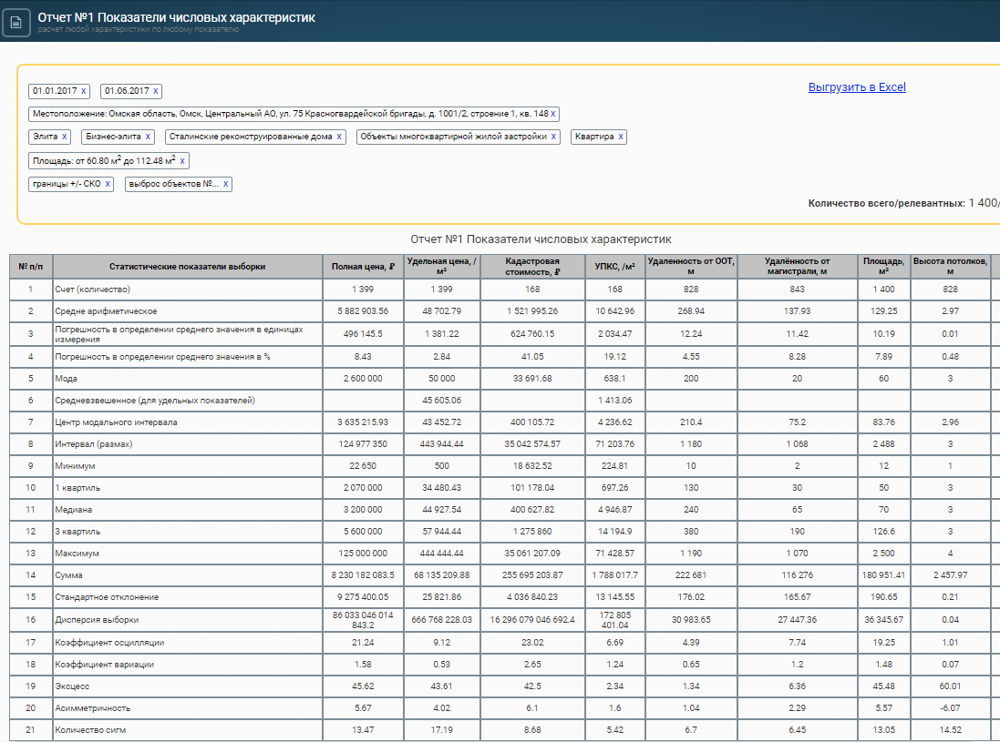 Отчет №1 Показатели числовых характеристик
расчет любой характеристики по любому показателю
01.01.2017 x 01.06.2017 x
Выгрузить в Excel
Местоположение: Омская область, Омск, Центральный АО, ул. 75 Красногвардейской бригады, д. 1001/2, строение 1, кв. 148 x
Элита x Бизнес-элита x Сталинские реконструированные дома x Объекты многоквартирной жилой застройки x Квартира x
Площадь: от 60.80 м2 до 112.48 м2 x
границы +/- СКО x выброс объектов №... x
Количество всего/релевантных: 1 400/
Отчет №1 Показатели числовых характеристик
№ п/п Статистические показатели выборки Полная цена, ₽ Удельная цена, /м² Кадастровая стоимость, ₽ УПКС, /м² Удаленность от ООТ, м Удалённость от магистрали, м Площадь, м² Высота потолков, м
1 Счет (количество) 1 399 1 399 168 168 828 843 1 400 828
2 Средне арифметическое 5 882 903.56 48 702.79 1 521 995.26 10 642.96 268.94 137.93 129.25 2.97
3 Погрешность в определении среднего значения в единицах измерения 496 145.5 1 381.22 624 760.15 2 034.47 12.24 11.42 10.19 0.01
4 Погрешность в определении среднего значения в % 8.43 2.84 41.05 19.12 4.55 8.28 7.89 0.48
5 Мода 2 600 000 50 000 33 691.68 638.1 200 20 60 3
6 Средневзвешенное (для удельных показателей) 45 605.06 1 413.06
7 Центр модального интервала 3 635 215.93 43 452.72 400 105.72 4 236.62 210.4 75.2 83.76 2.96
8 Интервал (размах) 124 977 350 443 944.44 35 042 574.57 71 203.76 1 180 1 068 2 488 3
9 Минимум 22 650 500 18 632.52 224.81 10 2 12 1
10 1 квартиль 2 070 000 34 480.43 101 178.04 697.26 130 30 50 3
11 Медиана 3 200 000 44 927.54 400 627.82 4 946.87 240 65 70 3
12 3 квартиль 5 600 000 57 944.44 1 275 860 14 194.9 380 190 126.6 3
13 Максимум 125 000 000 444 444.44 35 061 207.09 71 428.57 1 190 1 070 2 500 4
14 Сумма 8 230 182 083.5 68 135 209.88 255 695 203.87 1 788 017.7 222 681 116 276 180 951.41 2 457.97
15 Стандартное отклонение 9 275 400.05 25 821.86 4 036 840.23 13 145.55 176.02 165.67 190.65 0.21
16 Дисперсия выборки 86 033 046 014 843.2 666 768 228.03 16 296 079 046 692.4 172 805 401.04 30 983.65 27 447.36 36 345.67 0.04
17 Коэффициент осцилляции 21.24 9.12 23.02 6.69 4.39 7.74 19.25 1.01
18 Коэффициент вариации 1.58 0.53 2.65 1.24 0.65 1.2 1.48 0.07
19 Эксцесс 45.62 43.61 42.5 2.34 1.34 6.36 45.48 60.01
20 Асимметричность 5.67 4.02 6.1 1.6 1.04 2.29 5.57 -6.07
21 Количество сигм 13.47 17.19 8.68 5.42 6.7 6.45 13.05 14.52